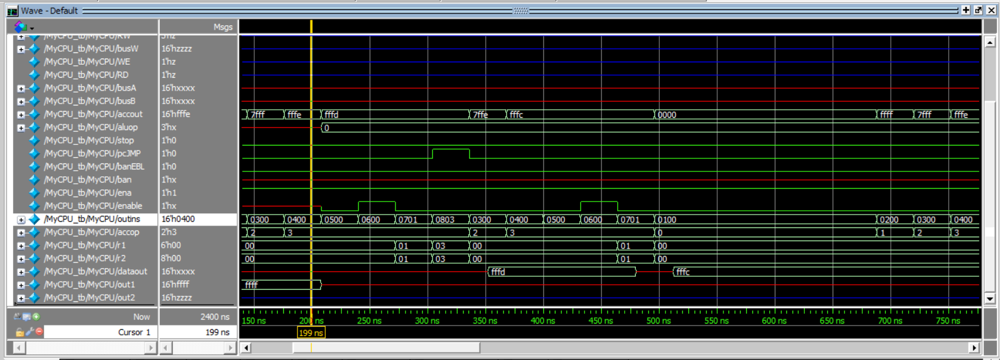 Wave - Default
Msgs
/MyCPU_tb/MyCPU/RW 5'hz
/MyCPU_tb/MyCPU/busW 16'hzzzz
/MyCPU_tb/MyCPU/WE 1'hz
/MyCPU_tb/MyCPU/RD 1'hz
/MyCPU_tb/MyCPU/busA 16'hxxxx
/MyCPU_tb/MyCPU/busB 16'hxxxx
/MyCPU_tb/MyCPU/accout 16'hfffe 7fff fffe fffd 7ffe fffc 0000 ffff 7fff fffe
/MyCPU_tb/MyCPU/aluop 3'hx 0
/MyCPU_tb/MyCPU/stop 1'h0
/MyCPU_tb/MyCPU/pcJMP 1'h0
/MyCPU_tb/MyCPU/banEBL 1'h0
/MyCPU_tb/MyCPU/ban 1'hx
/MyCPU_tb/MyCPU/ena 1'h1
/MyCPU_tb/MyCPU/enable 1'hx
/MyCPU_tb/MyCPU/outins 16'h0400 0300 0400 0500 0600 0701 0803 0300 0400 0500 0600 0701 0100 0200 0300 0400
/MyCPU_tb/MyCPU/accop 2'h3 2 3 2 3 0 1 2 3
/MyCPU_tb/MyCPU/r1 6'h00 00 01 03 00 01 00
/MyCPU_tb/MyCPU/r2 8'h00 00 01 03 00 01 00
/MyCPU_tb/MyCPU/dataout 16'hxxxx fffd fffc
/MyCPU_tb/MyCPU/out1 16'hffff ffff
/MyCPU_tb/MyCPU/out2 16'hzzzz
Now 2400 ns 150 ns 200 ns 250 ns 300 ns 350 ns 400 ns 450 ns 500 ns 550 ns 600 ns 650 ns 700 ns 750 ns
Cursor 1 199 ns 199 ns